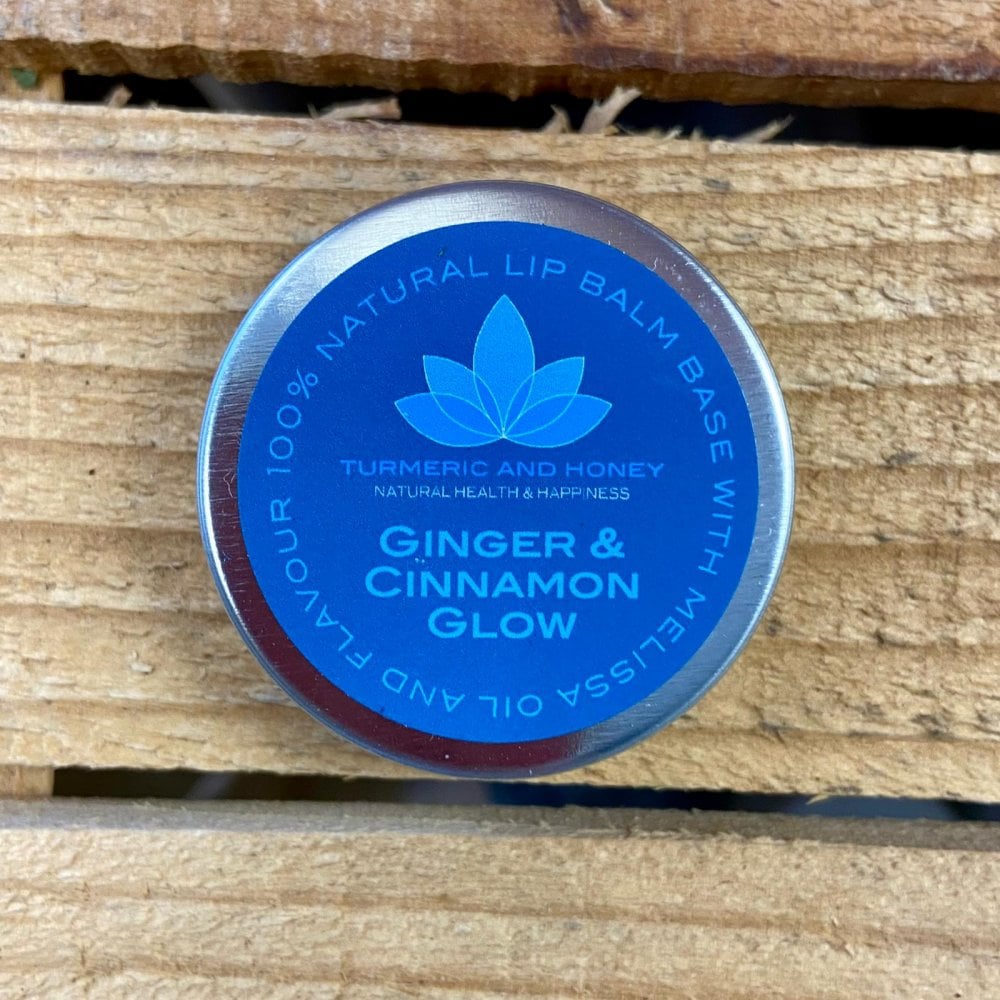 100% NATURAL LIP BALM BASE WITH MELISSA OIL AND FLAVOUR
TURMERIC AND HONEY
NATURAL HEALTH & HAPPINESS
GINGER &
CINNAMON
GLOW